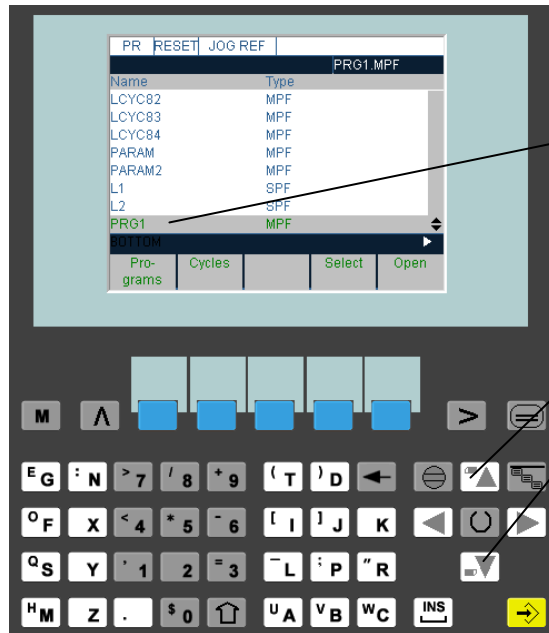 PR RESET JOG REF
PRG1.MPF
Name Type
LCYC82 MPF
LCYC83 MPF
LCYC84 MPF
PARAM MPF
PARAM2 MPF
L1 SPF
L2 SPF
PRG1 MPF
BOTTOM
Pro-
grams Cycles Select Open
M Λ >
E G : N > 7 / 8 + 9 ( T ) D
O F X < 4 * 5 - 6 [ I ] J K
Q S Y ' 1 2 = 3 ¯ L ; P " R
H M Z . $ 0 U A V B W C INS